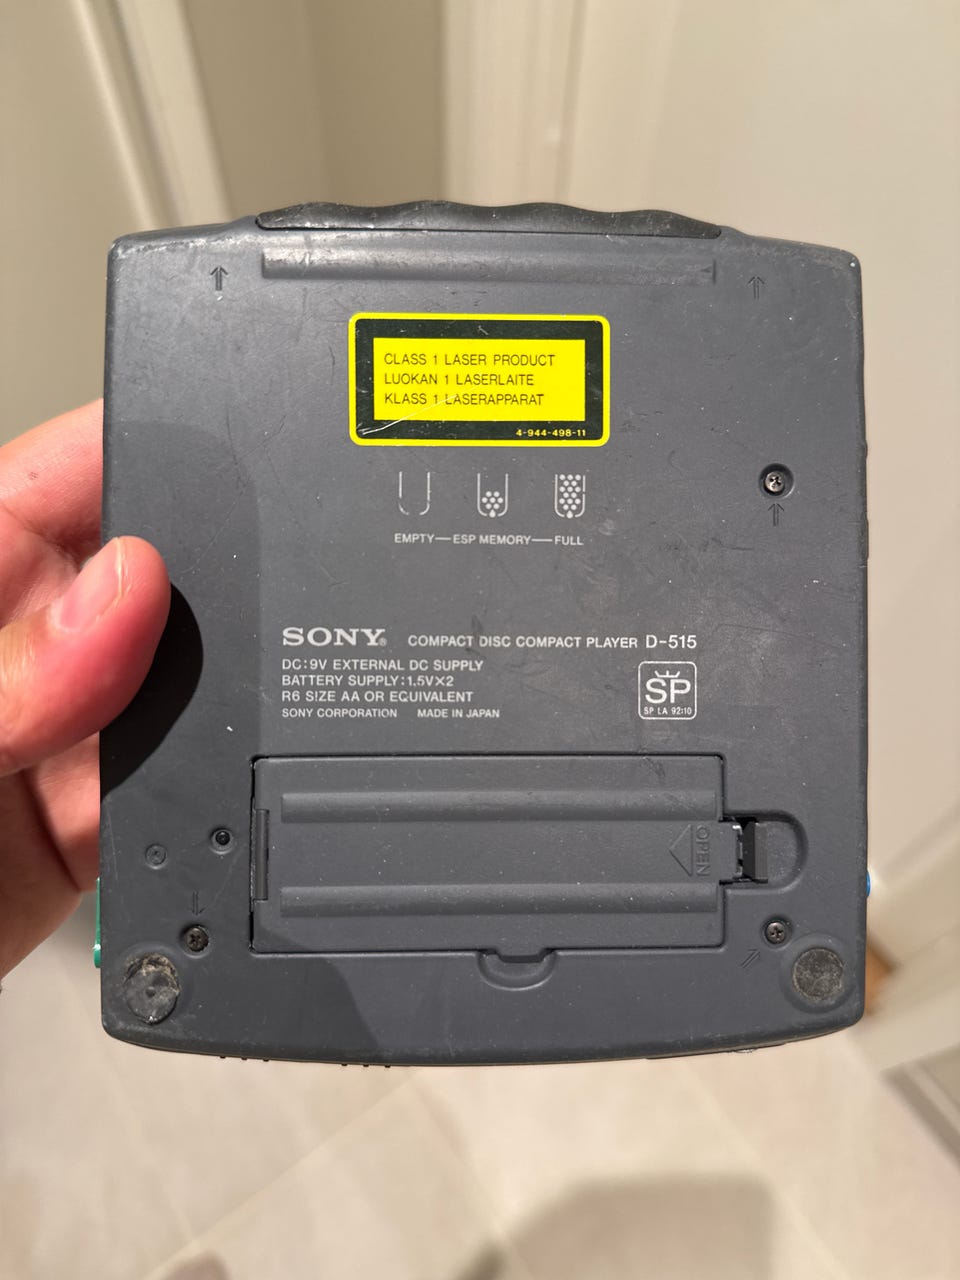 CLASS 1 LASER PRODUCT
LUOKAN 1 LASERLAITE
KLASS 1 LASERAPPARAT
4-944-498-11
EMPTY—ESP MEMORY—FULL
SONY® COMPACT DISC COMPACT PLAYER D-515
DC:9V EXTERNAL DC SUPPLY
BATTERY SUPPLY:1.5V×2
R6 SIZE AA OR EQUIVALENT
SONY CORPORATION MADE IN JAPAN
SP
SP LA 92:10
OPEN